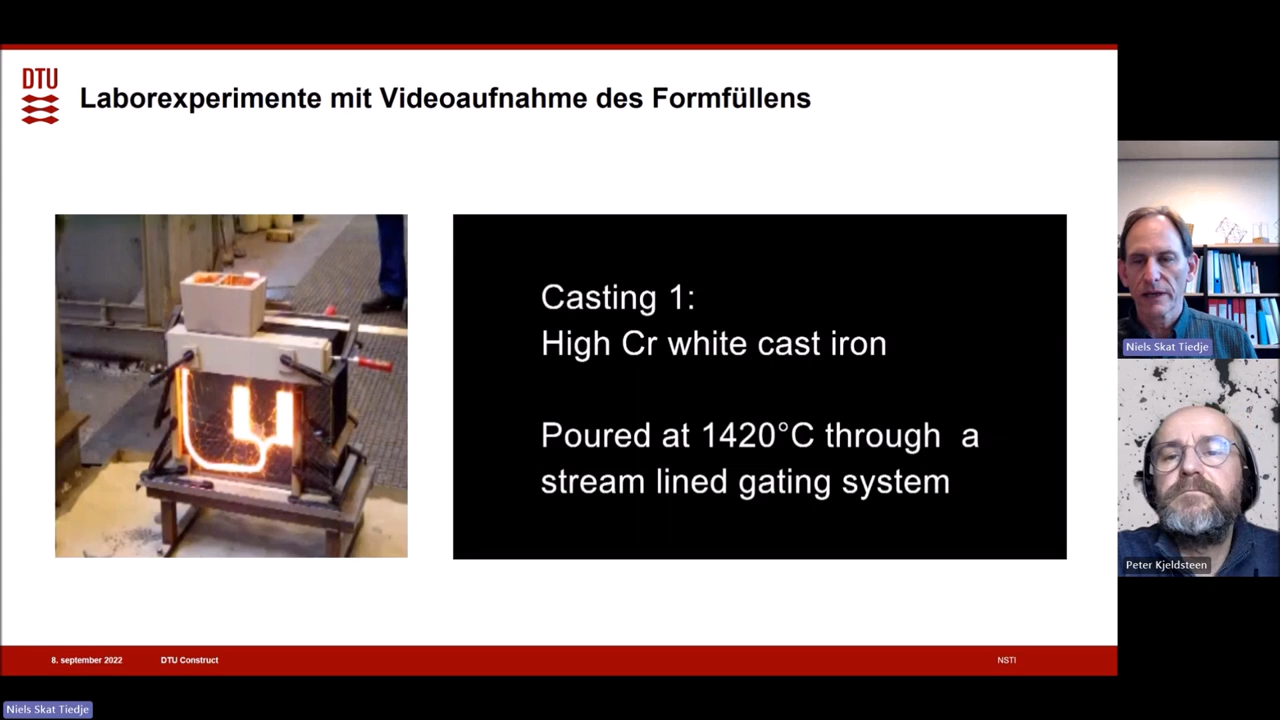 DTU
Laborexperimente mit Videoaufnahme des Formfüllens
Casting 1:
High Cr white cast iron
Poured at 1420°C through a
stream lined gating system
Niels Skat Tiedje
Peter Kjeldsteen
8. september 2022
DTU Construct
NSTI
Niels Skat Tiedje